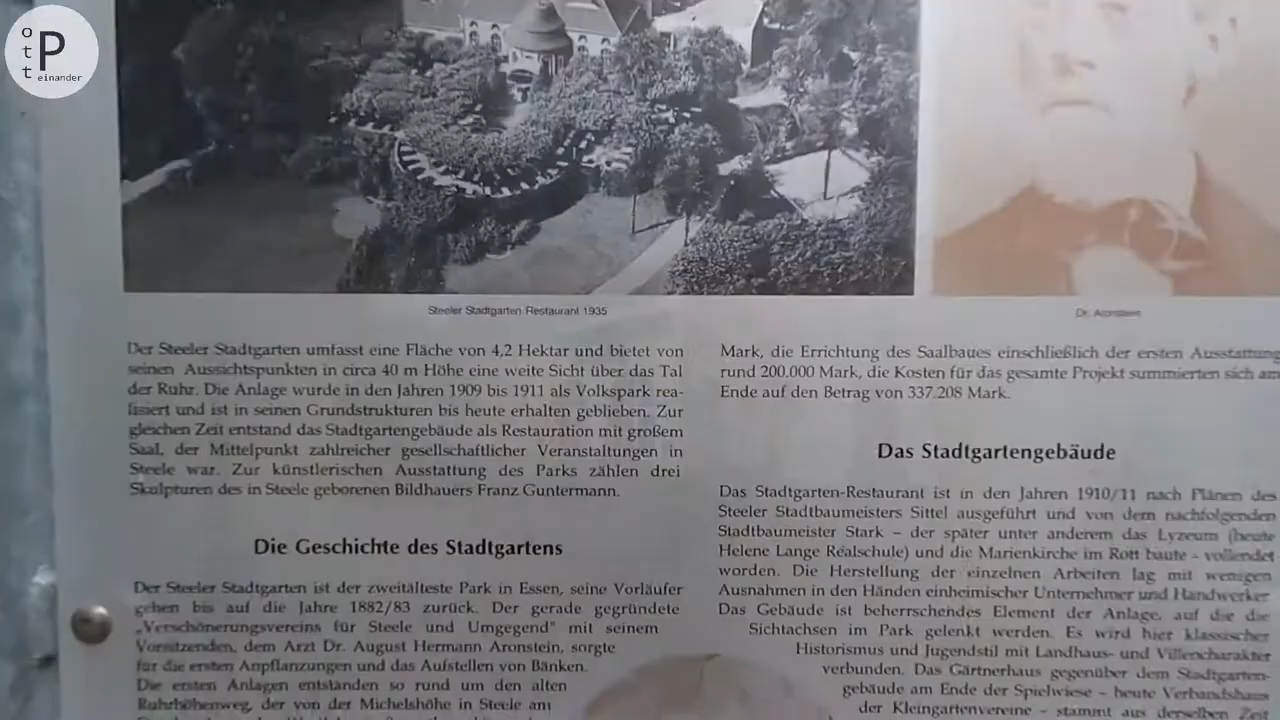 ott
P
einander
Steeler Stadtgarten Restaurant 1935
Dr. Aronstein
Der Steeler Stadtgarten umfasst eine Fläche von 4,2 Hektar und bietet von
seinen Aussichtspunkten in circa 40 m Höhe eine weite Sicht über das Tal
der Ruhr. Die Anlage wurde in den Jahren 1909 bis 1911 als Volkspark rea-
lisiert und ist in seinen Grundstrukturen bis heute erhalten geblieben. Zur
gleichen Zeit entstand das Stadtgartengebäude als Restauration mit großem
Saal, der Mittelpunkt zahlreicher gesellschaftlicher Veranstaltungen in
Steele war. Zur künstlerischen Ausstattung des Parks zählen drei
Skulpturen des in Steele geborenen Bildhauers Franz Guntermann.
Die Geschichte des Stadtgartens
Der Steeler Stadtgarten ist der zweitälteste Park in Essen, seine Vorläufer
gehen bis auf die Jahre 1882/83 zurück. Der gerade gegründete
„Verschönerungsvereins für Steele und Umgegend" mit seinem
Vorsitzenden, dem Arzt Dr. August Hermann Aronstein, sorgte
für die ersten Anpflanzungen und das Aufstellen von Bänken.
Die ersten Anlagen entstanden so rund um den alten
Ruhrhöhenweg, der von der Michelshöhe in Steele am
Mark, die Errichtung des Saalbaues einschließlich der ersten Ausstattung
rund 200.000 Mark, die Kosten für das gesamte Projekt summierten sich am
Ende auf den Betrag von 337.208 Mark.
Das Stadtgartengebäude
Das Stadtgarten-Restaurant ist in den Jahren 1910/11 nach Plänen des
Steeler Stadtbaumeisters Sittel ausgeführt und von dem nachfolgenden
Stadtbaumeister Stark – der später unter anderem das Lyzeum (heute
Helene Lange Realschule) und die Marienkirche im Rott baute – vollendet
worden. Die Herstellung der einzelnen Arbeiten lag mit wenigen
Ausnahmen in den Händen einheimischer Unternehmer und Handwerker
Das Gebäude ist beherrschendes Element der Anlage, auf die die
Sichtachsen im Park gelenkt werden. Es wird hier klassischer
Historismus und Jugendstil mit Landhaus- und Villencharakter
verbunden. Das Gärtnerhaus gegenüber dem Stadtgarten-
gebäude am Ende der Spielwiese – heute Verbandshaus
der Kleingartenvereine – stammt aus derselben Zeit